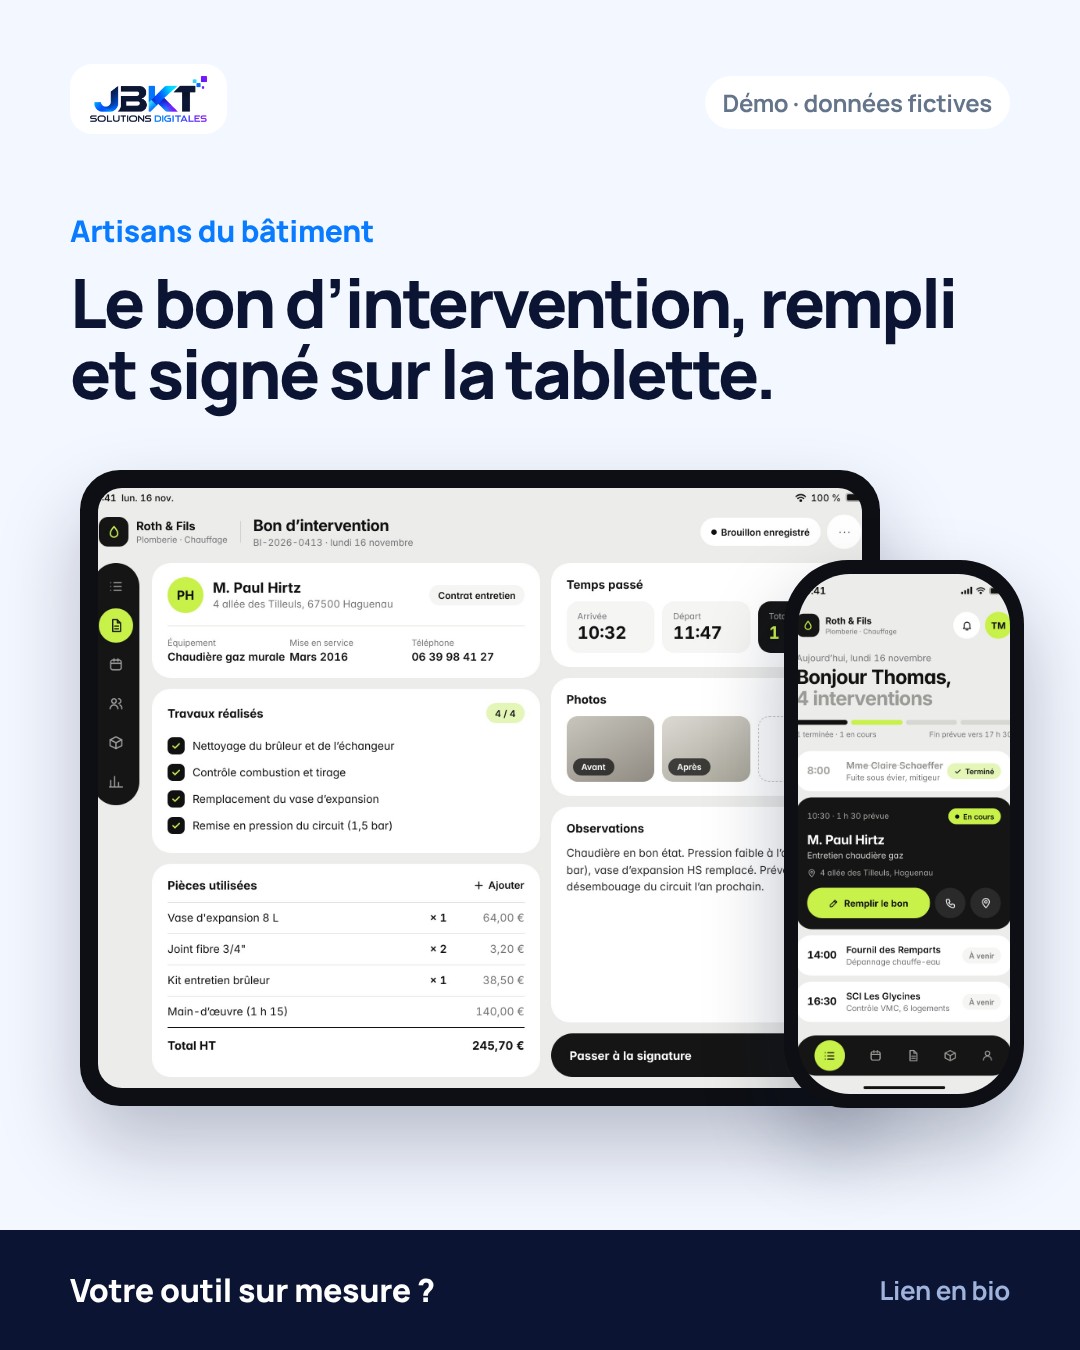 JBKT
SOLUTIONS DIGITALES
Démo · données fictives
Artisans du bâtiment
Le bon d’intervention, rempli
et signé sur la tablette.
:41 lun. 16 nov.
100 %
Roth & Fils
Plomberie · Chauffage
Bon d’intervention
BI-2026-0413 · lundi 16 novembre
Brouillon enregistré
PH
M. Paul Hirtz
4 allée des Tilleuls, 67500 Haguenau
Contrat entretien
Équipement
Mise en service
Téléphone
Chaudière gaz murale
Mars 2016
06 39 98 41 27
Travaux réalisés
4 / 4
Nettoyage du brûleur et de l’échangeur
Contrôle combustion et tirage
Remplacement du vase d’expansion
Remise en pression du circuit (1,5 bar)
Pièces utilisées
+ Ajouter
Vase d’expansion 8 L × 1 64,00 €
Joint fibre 3/4" × 2 3,20 €
Kit entretien brûleur × 1 38,50 €
Main-d’œuvre (1 h 15) 140,00 €
Total HT 245,70 €
Temps passé
Arrivée
10:32
Départ
11:47
1
Photos
Avant
Après
Observations
Chaudière en bon état. Pression faible à
bar), vase d’expansion HS remplacé.
désembouage du circuit l’an prochain.
Passer à la signature
:41
Roth & Fils
Plomberie · Chauffage
TM
Aujourd’hui, lundi 16 novembre
Bonjour Thomas,
4 interventions
1 terminée · 1 en cours
Fin prévue vers 17 h 30
8:00
Mme Claire Schaeffer
Fuite sous évier, mitigeur
Terminé
10:30 · 1 h 30 prévue
En cours
M. Paul Hirtz
Entretien chaudière gaz
4 allée des Tilleuls, Haguenau
Remplir le bon
14:00
Fournil des Remparts
Dépannage chauffe-eau
À venir
16:30
SCI Les Glycines
Contrôle VMC, 6 logements
À venir
Votre outil sur mesure ?
Lien en bio